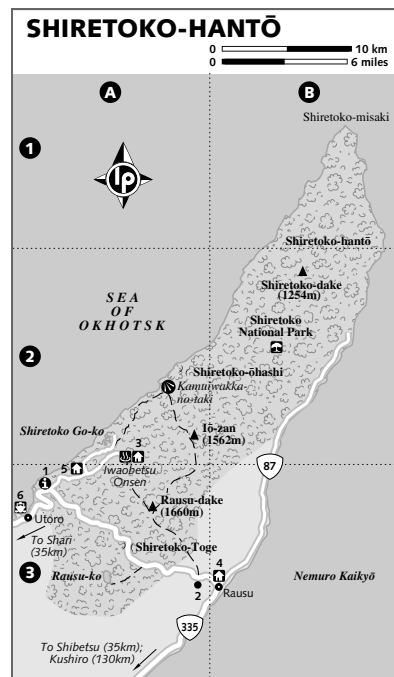 SHIRETOKO-HANTŌ
0 10 km
0 6 miles
A B
Shiretoko-misaki
1
lp
Shiretoko-hantō
Shiretoko-dake
(1254m)
SEA
OF
OKHOTSK
Shiretoko
National Park
2
Shiretoko-ōhashi
Kamuiwakka-
no-taki
Shiretoko Go-ko
Iō-zan
(1562m)
3
5
1
Iwaobetsu
Onsen
87
6
Utoro
Rausu-dake
(1660m)
To Shari
(35km)
Shiretoko-Toge
4
3
Rausu-ko
Nemuro Kaikyō
2
Rausu
335
To Shibetsu (35km);
Kushiro (130km)